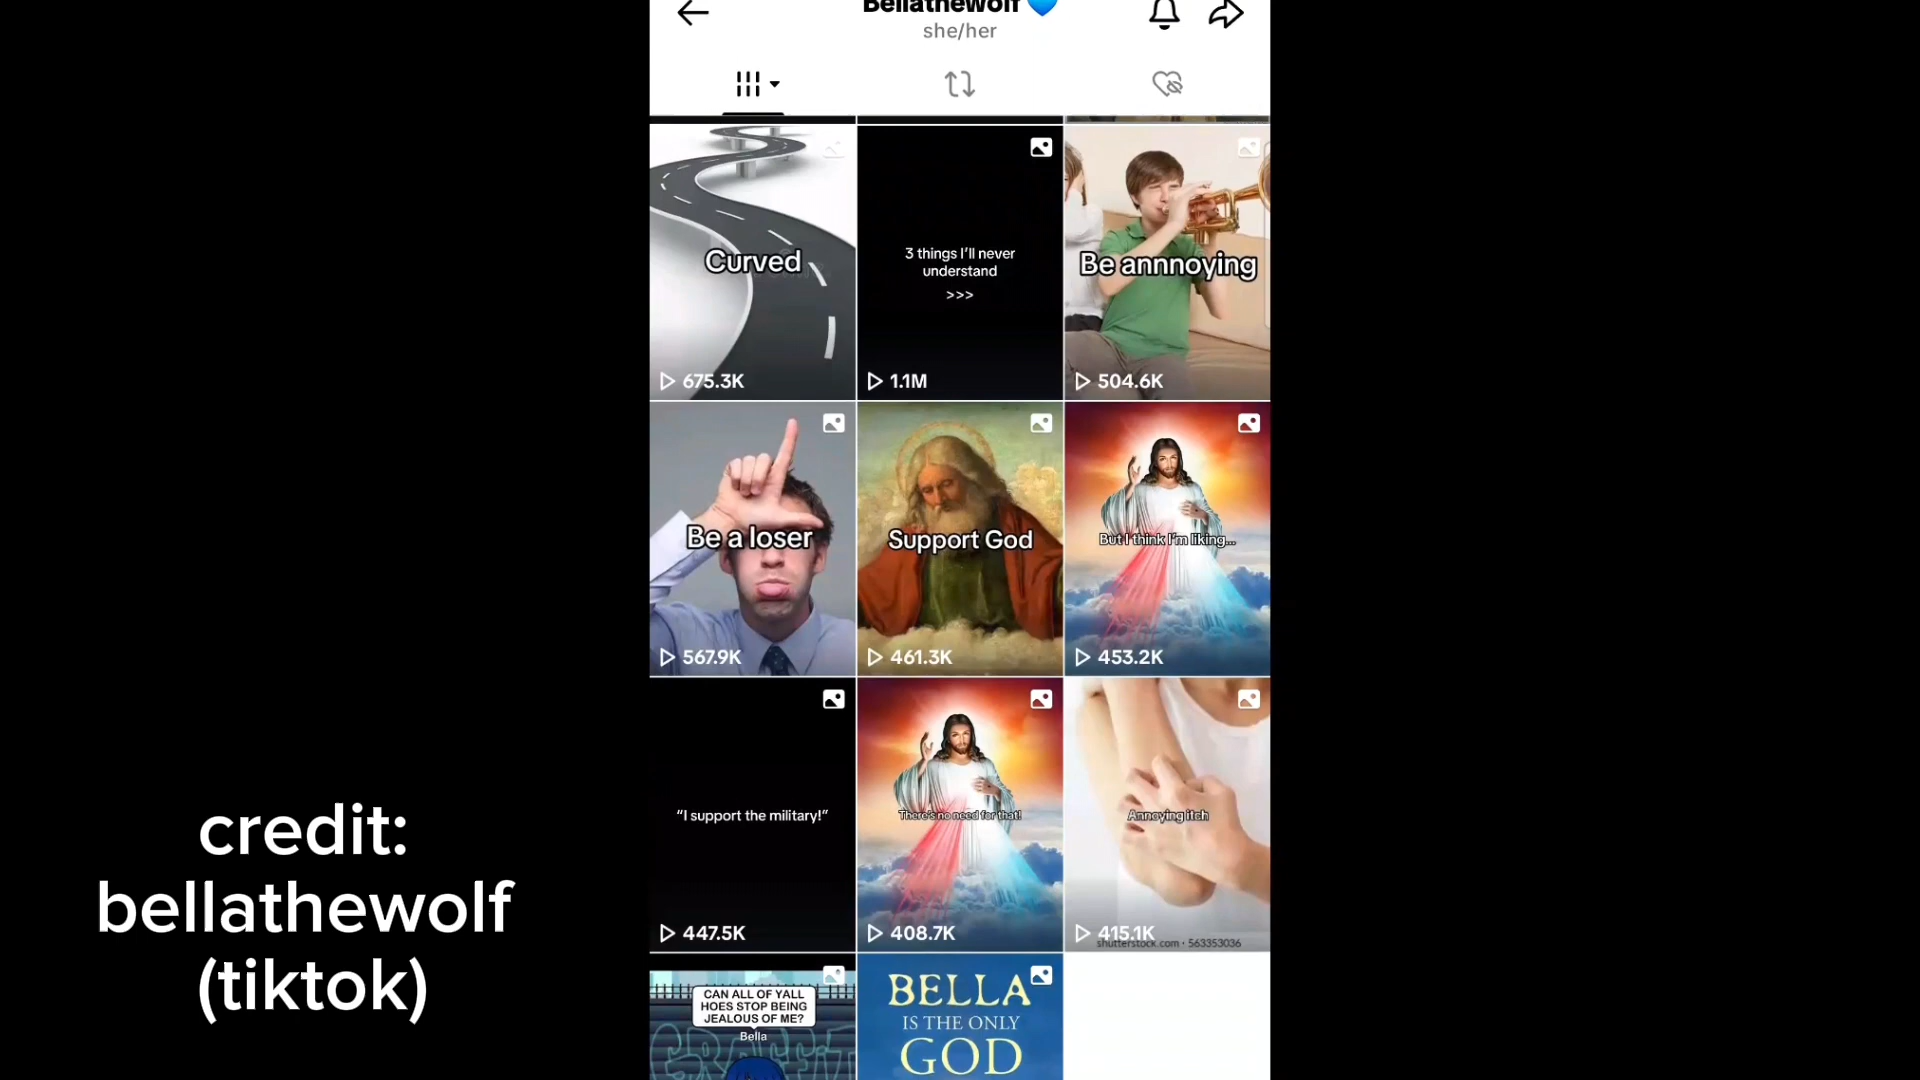 Bellathewolf 💙
she/her
Curved
675.3K
3 things I'll never
understand
>>>
1.1M
Be annnoying
504.6K
Be a loser
567.9K
Support God
461.3K
But I think I'm liking...
453.2K
"I support the military!"
447.5K
There's no need for that!
408.7K
Annoying itch
415.1K
shutterstock.com • 563353036
CAN ALL OF YALL
HOES STOP BEING
JEALOUS OF ME?
Bella
GRAFFIT
BELLA
IS THE ONLY
GOD
credit:
bellathewolf
(tiktok)